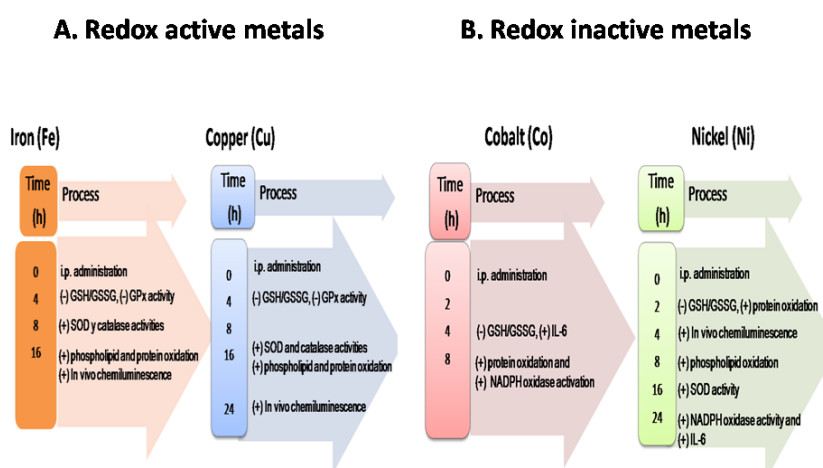 A. Redox active metals
B. Redox inactive metals
Iron (Fe)
Time
(h)
Process
0 i.p. administration
4 (-) GSH/GSSG, (-) GPx activity
8 (+) SOD y catalase activities
16 (+) phospholipid and protein oxidation
(+) In vivo chemiluminescence
Copper (Cu)
Time
(h)
Process
0 i.p. administration
4 (-) GSH/GSSG, (-) GPx activity
8
16 (+) SOD and catalase activities
(+) phospholipid and protein oxidation
24 (+) In vivo chemiluminescence
Cobalt (Co)
Time
(h)
Process
0 i.p. administration
2
4 (-) GSH/GSSG, (+) IL-6
8 (+) protein oxidation and
(+) NADPH oxidase activation
Nickel (Ni)
Time
(h)
Process
0 i.p. administration
2 (-) GSH/GSSG, (+) protein oxidation
4 (+) In vivo chemiluminescence
8 (+) phospholipid oxidation
16 (+) SOD activity
24 (+) NADPH oxidase activity and
(+) IL-6